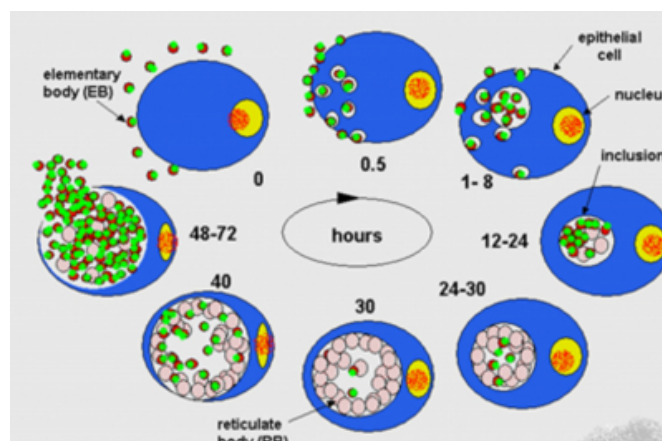 elementary
body (EB)
0
0.5
epithelial
cell
nucleu
1- 8
inclusion
48-72
hours
12-24
40
30
24-30
reticulate